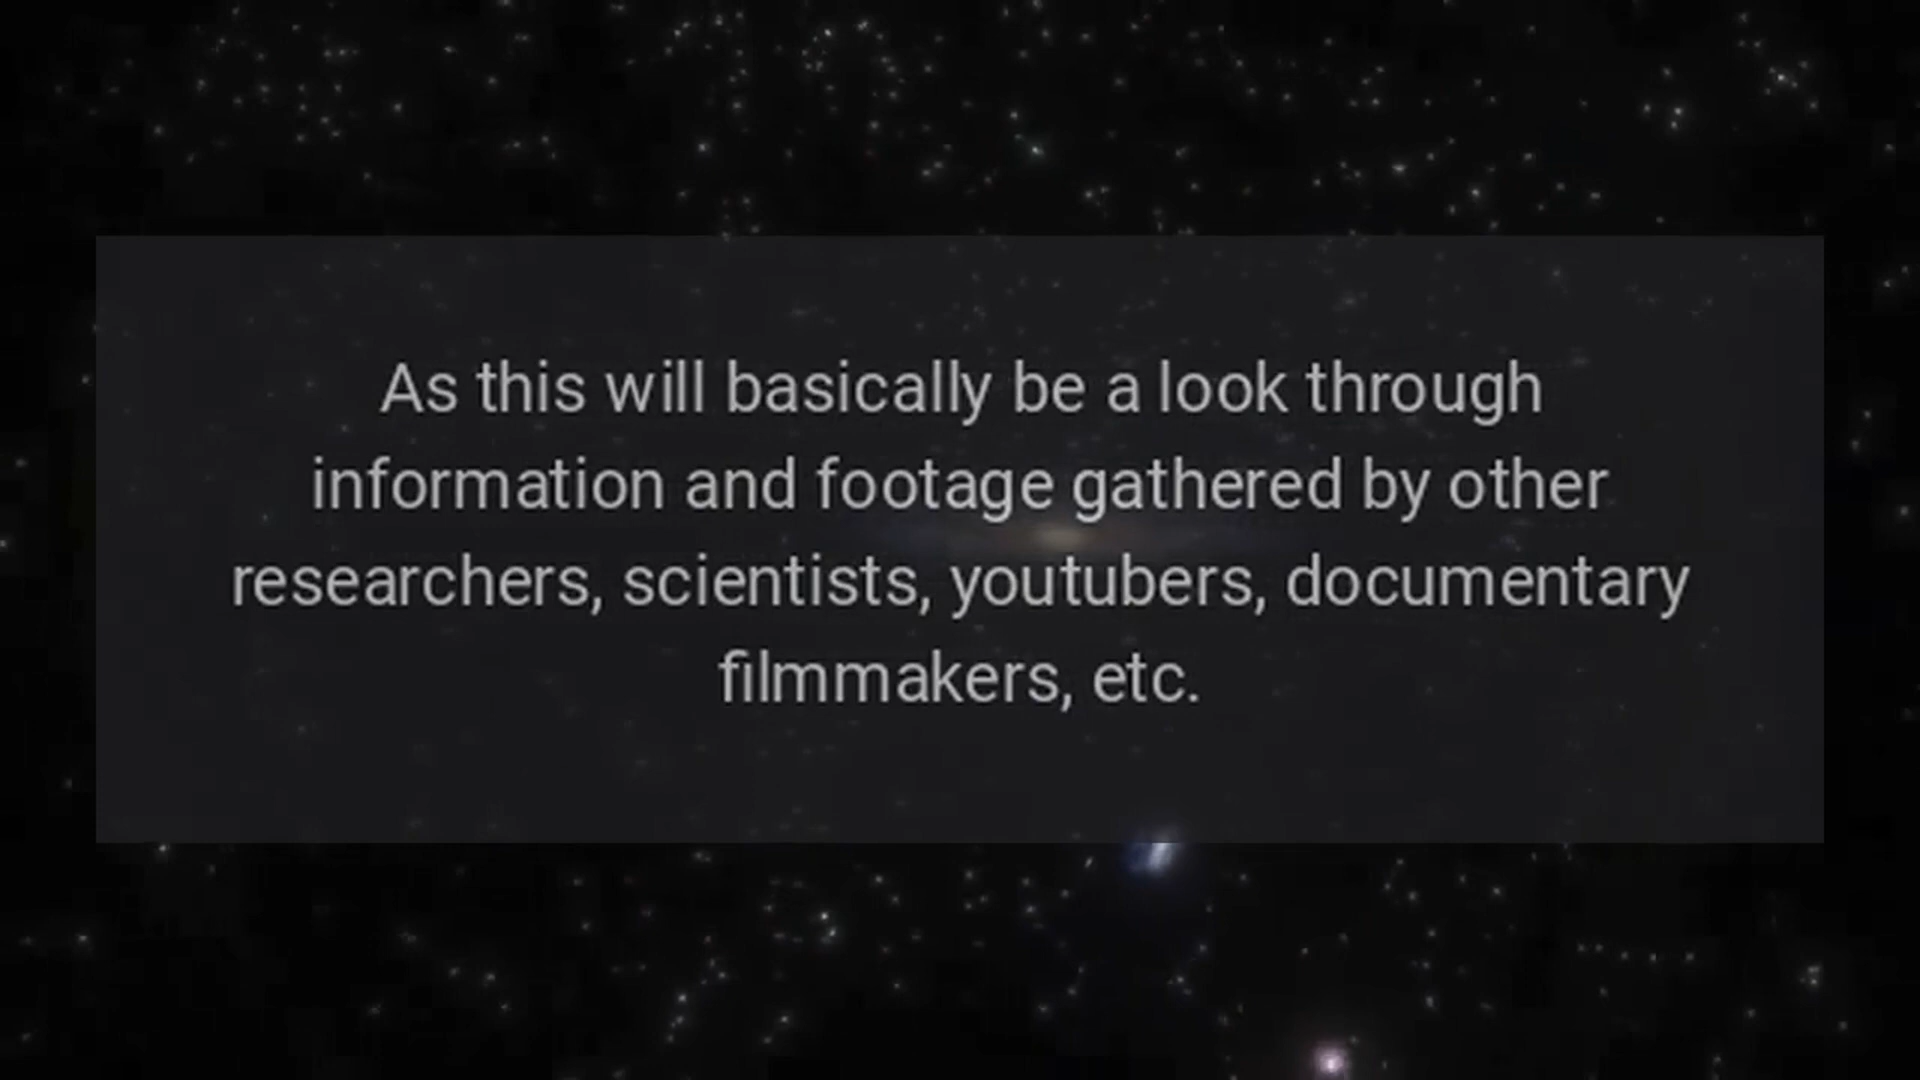 As this will basically be a look through
information and footage gathered by other
researchers, scientists, youtubers, documentary
filmmakers, etc.